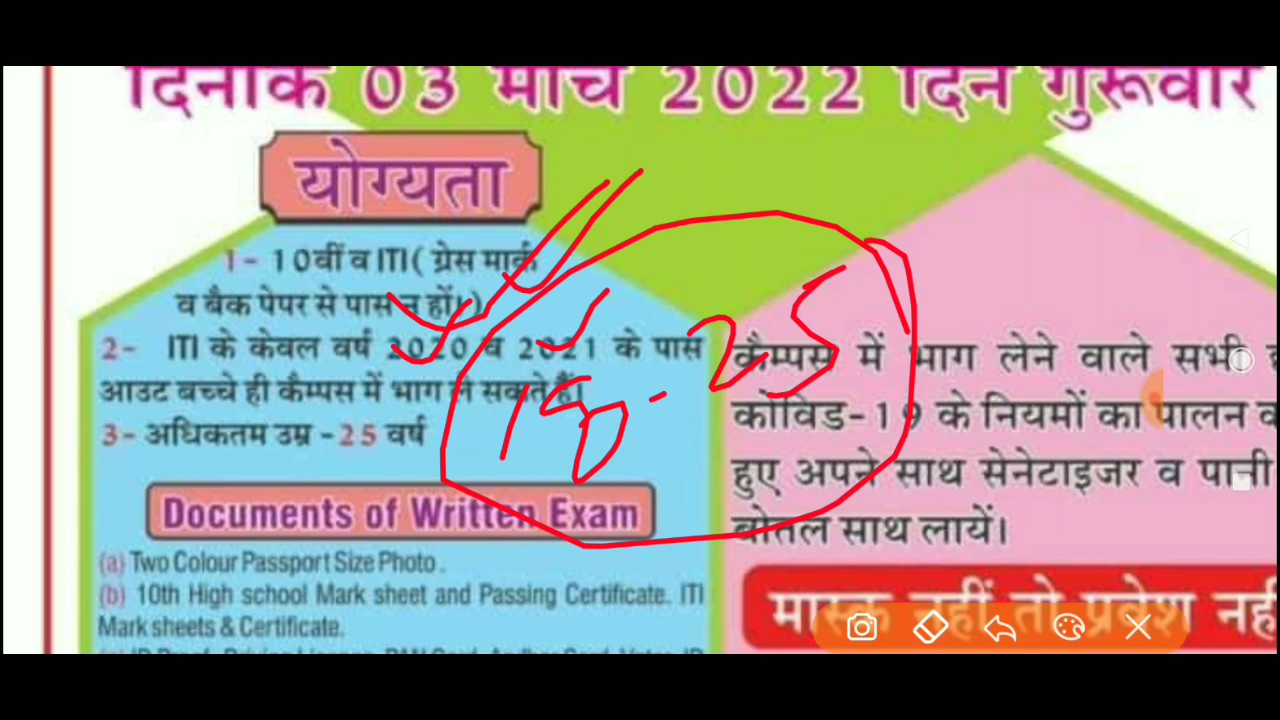 दिनांक 03 मार्च 2022 दिन गुरूवार
योग्यता
1- 10वीं व ITI ( ग्रेस मार्क
व बैक पेपर से पास न हों। )
2- ITI के केवल वर्ष 2020 व 2021 के पास
आउट बच्चे ही कैम्पस में भाग ले सकते हैं।
3- अधिकतम उम्र -25 वर्ष
18 - 25
Documents of Written Exam
(a) Two Colour Passport Size Photo .
(b) 10th High school Mark sheet and Passing Certificate. ITI
Mark sheets & Certificate.
कैम्पस में भाग लेने वाले सभी
कोविड-19 के नियमों का पालन
हुए अपने साथ सेनेटाइजर व पानी
बोतल साथ लायें।
मास्क नहीं तो प्रवेश नहीं